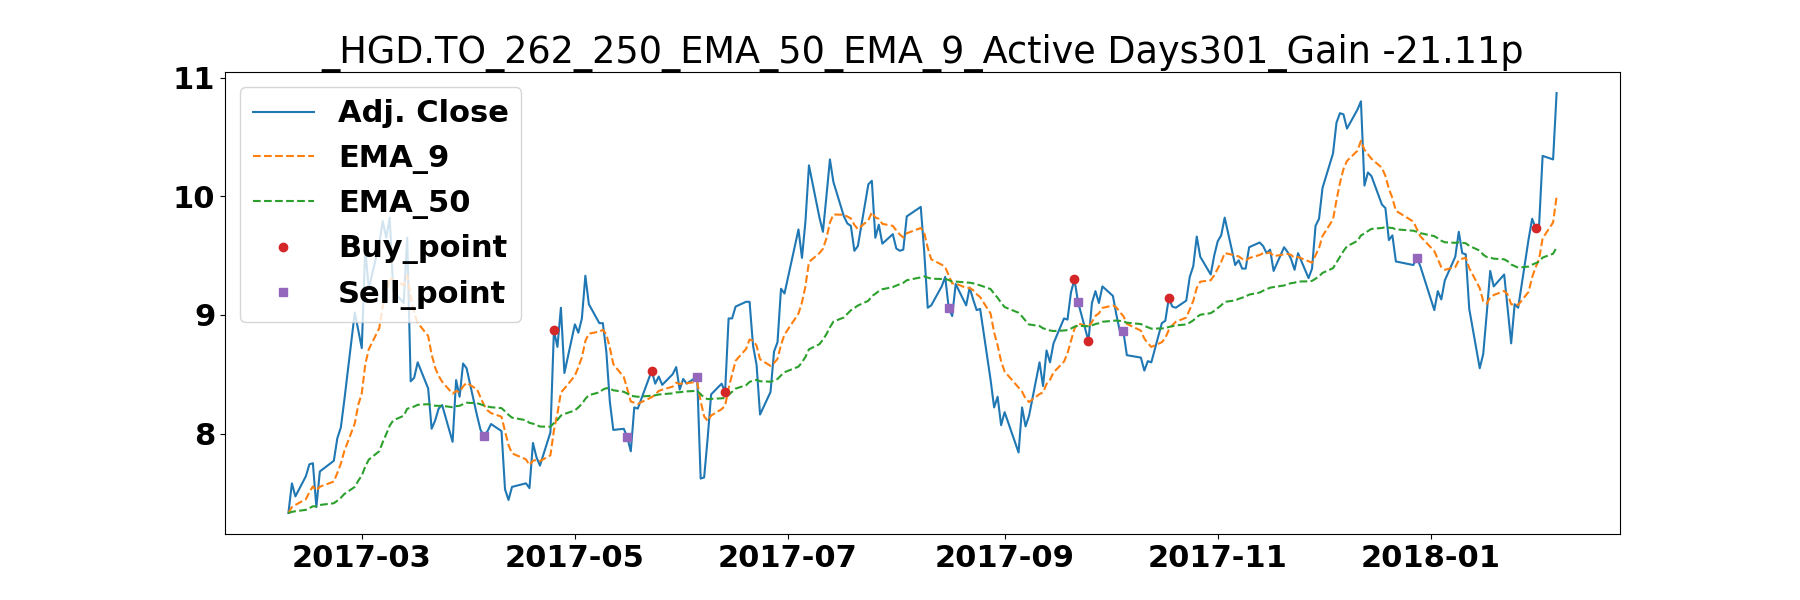 _HGD.TO_262_250_EMA_50_EMA_9_Active Days301_Gain -21.11p
11
10
9
8
Adj. Close
EMA_9
EMA_50
Buy_point
Sell_point
2017-03 2017-05 2017-07 2017-09 2017-11 2018-01